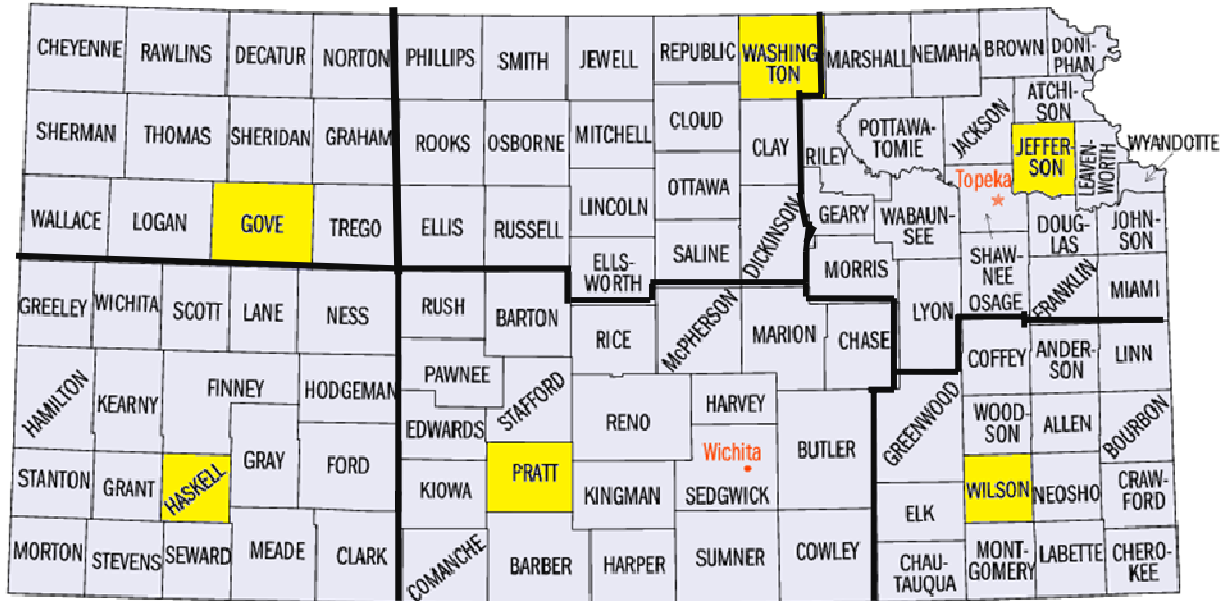 CHEYENNE RAWLINS DECATUR NORTON PHILLIPS SMITH JEWELL REPUBLIC WASHING
TON
MARSHALL NEMAHA BROWN DONI-
PHAN
SHERMAN THOMAS SHERIDAN GRAHAM ROOKS OSBORNE MITCHELL CLOUD CLAY RILEY POTTAWA-
TOMIE
JACKSON
ATCHI-
SON
JEFFER-
SON
LEAVEN-
WORTH
WYANDOTTE
OTTAWA
Topeka
WALLACE LOGAN GOVE TREGO ELLIS RUSSELL LINCOLN SALINE DICKINSON GEARY WABAUN-
SEE
SHAW-
NEE
DOUG-
LAS
JOHN-
SON
ELLS-
WORTH
MORRIS
OSAGE FRANKLIN MIAMI
GREELEY WICHITA SCOTT LANE NESS RUSH BARTON RICE McPHERSON MARION CHASE LYON COFFEY ANDER-
SON
LINN
HAMILTON KEARNY FINNEY HODGEMAN PAWNEE STAFFORD RENO HARVEY BUTLER GREENWOOD WOOD-
SON
ALLEN BOURBON
EDWARDS
Wichita
STANTON GRANT HASKELL GRAY FORD KIOWA PRATT KINGMAN SEDGWICK ELK WILSON NEOSHO CRAW-
FORD
MORTON STEVENS SEWARD MEADE CLARK COMANCHE BARBER HARPER SUMNER COWLEY CHAU-
TAUQUA
MONT-
GOMERY
LABETTE CHERO-
KEE